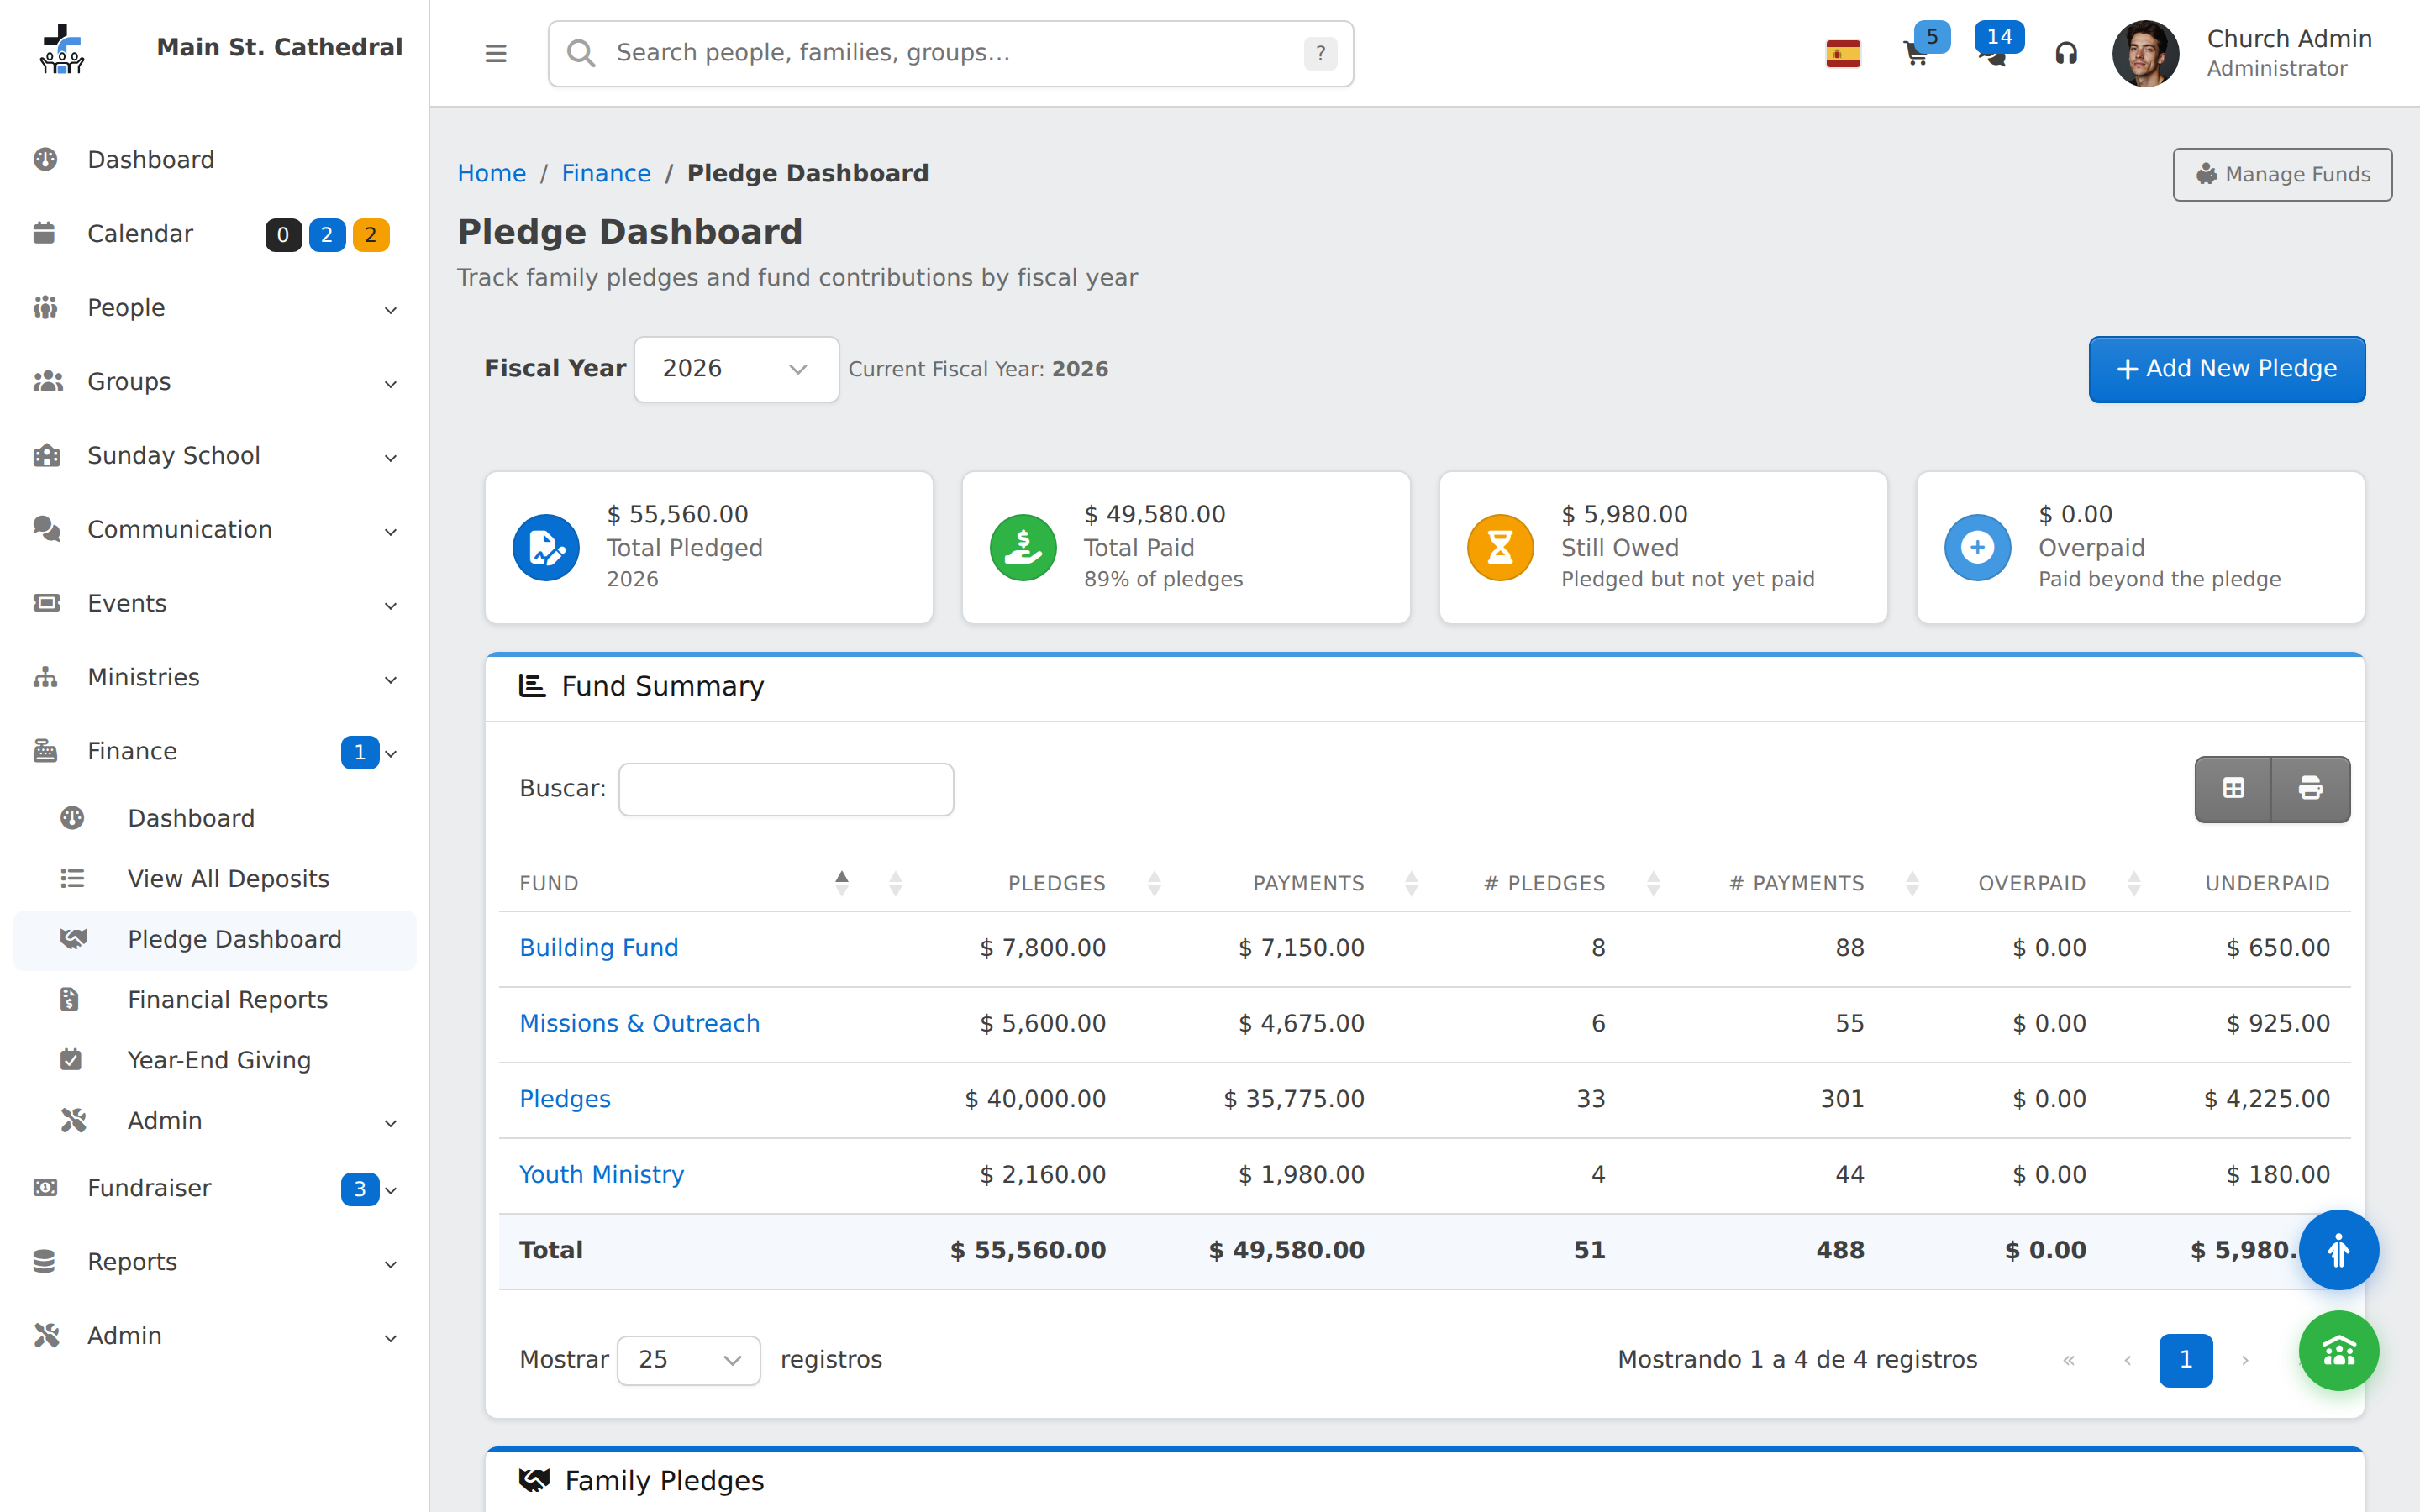 Main St. Cathedral
Search people, families, groups...
?
5
14
Church Admin
Administrator
Dashboard
Calendar 0 2 2
People
Groups
Sunday School
Communication
Events
Ministries
Finance 1
Dashboard
View All Deposits
Pledge Dashboard
Financial Reports
Year-End Giving
Admin
Fundraiser 3
Reports
Admin
Home / Finance / Pledge Dashboard
Manage Funds
Pledge Dashboard
Track family pledges and fund contributions by fiscal year
Fiscal Year 2026 Current Fiscal Year: 2026
Add New Pledge
$ 55,560.00
Total Pledged
2026
$ 49,580.00
Total Paid
89% of pledges
$ 5,980.00
Still Owed
Pledged but not yet paid
$ 0.00
Overpaid
Paid beyond the pledge
Fund Summary
Buscar:
FUND PLEDGES PAYMENTS # PLEDGES # PAYMENTS OVERPAID UNDERPAID
Building Fund $ 7,800.00 $ 7,150.00 8 88 $ 0.00 $ 650.00
Missions & Outreach $ 5,600.00 $ 4,675.00 6 55 $ 0.00 $ 925.00
Pledges $ 40,000.00 $ 35,775.00 33 301 $ 0.00 $ 4,225.00
Youth Ministry $ 2,160.00 $ 1,980.00 4 44 $ 0.00 $ 180.00
Total $ 55,560.00 $ 49,580.00 51 488 $ 0.00 $ 5,980.
Mostrar 25 registros
Mostrando 1 a 4 de 4 registros
« ‹ 1 ›
Family Pledges